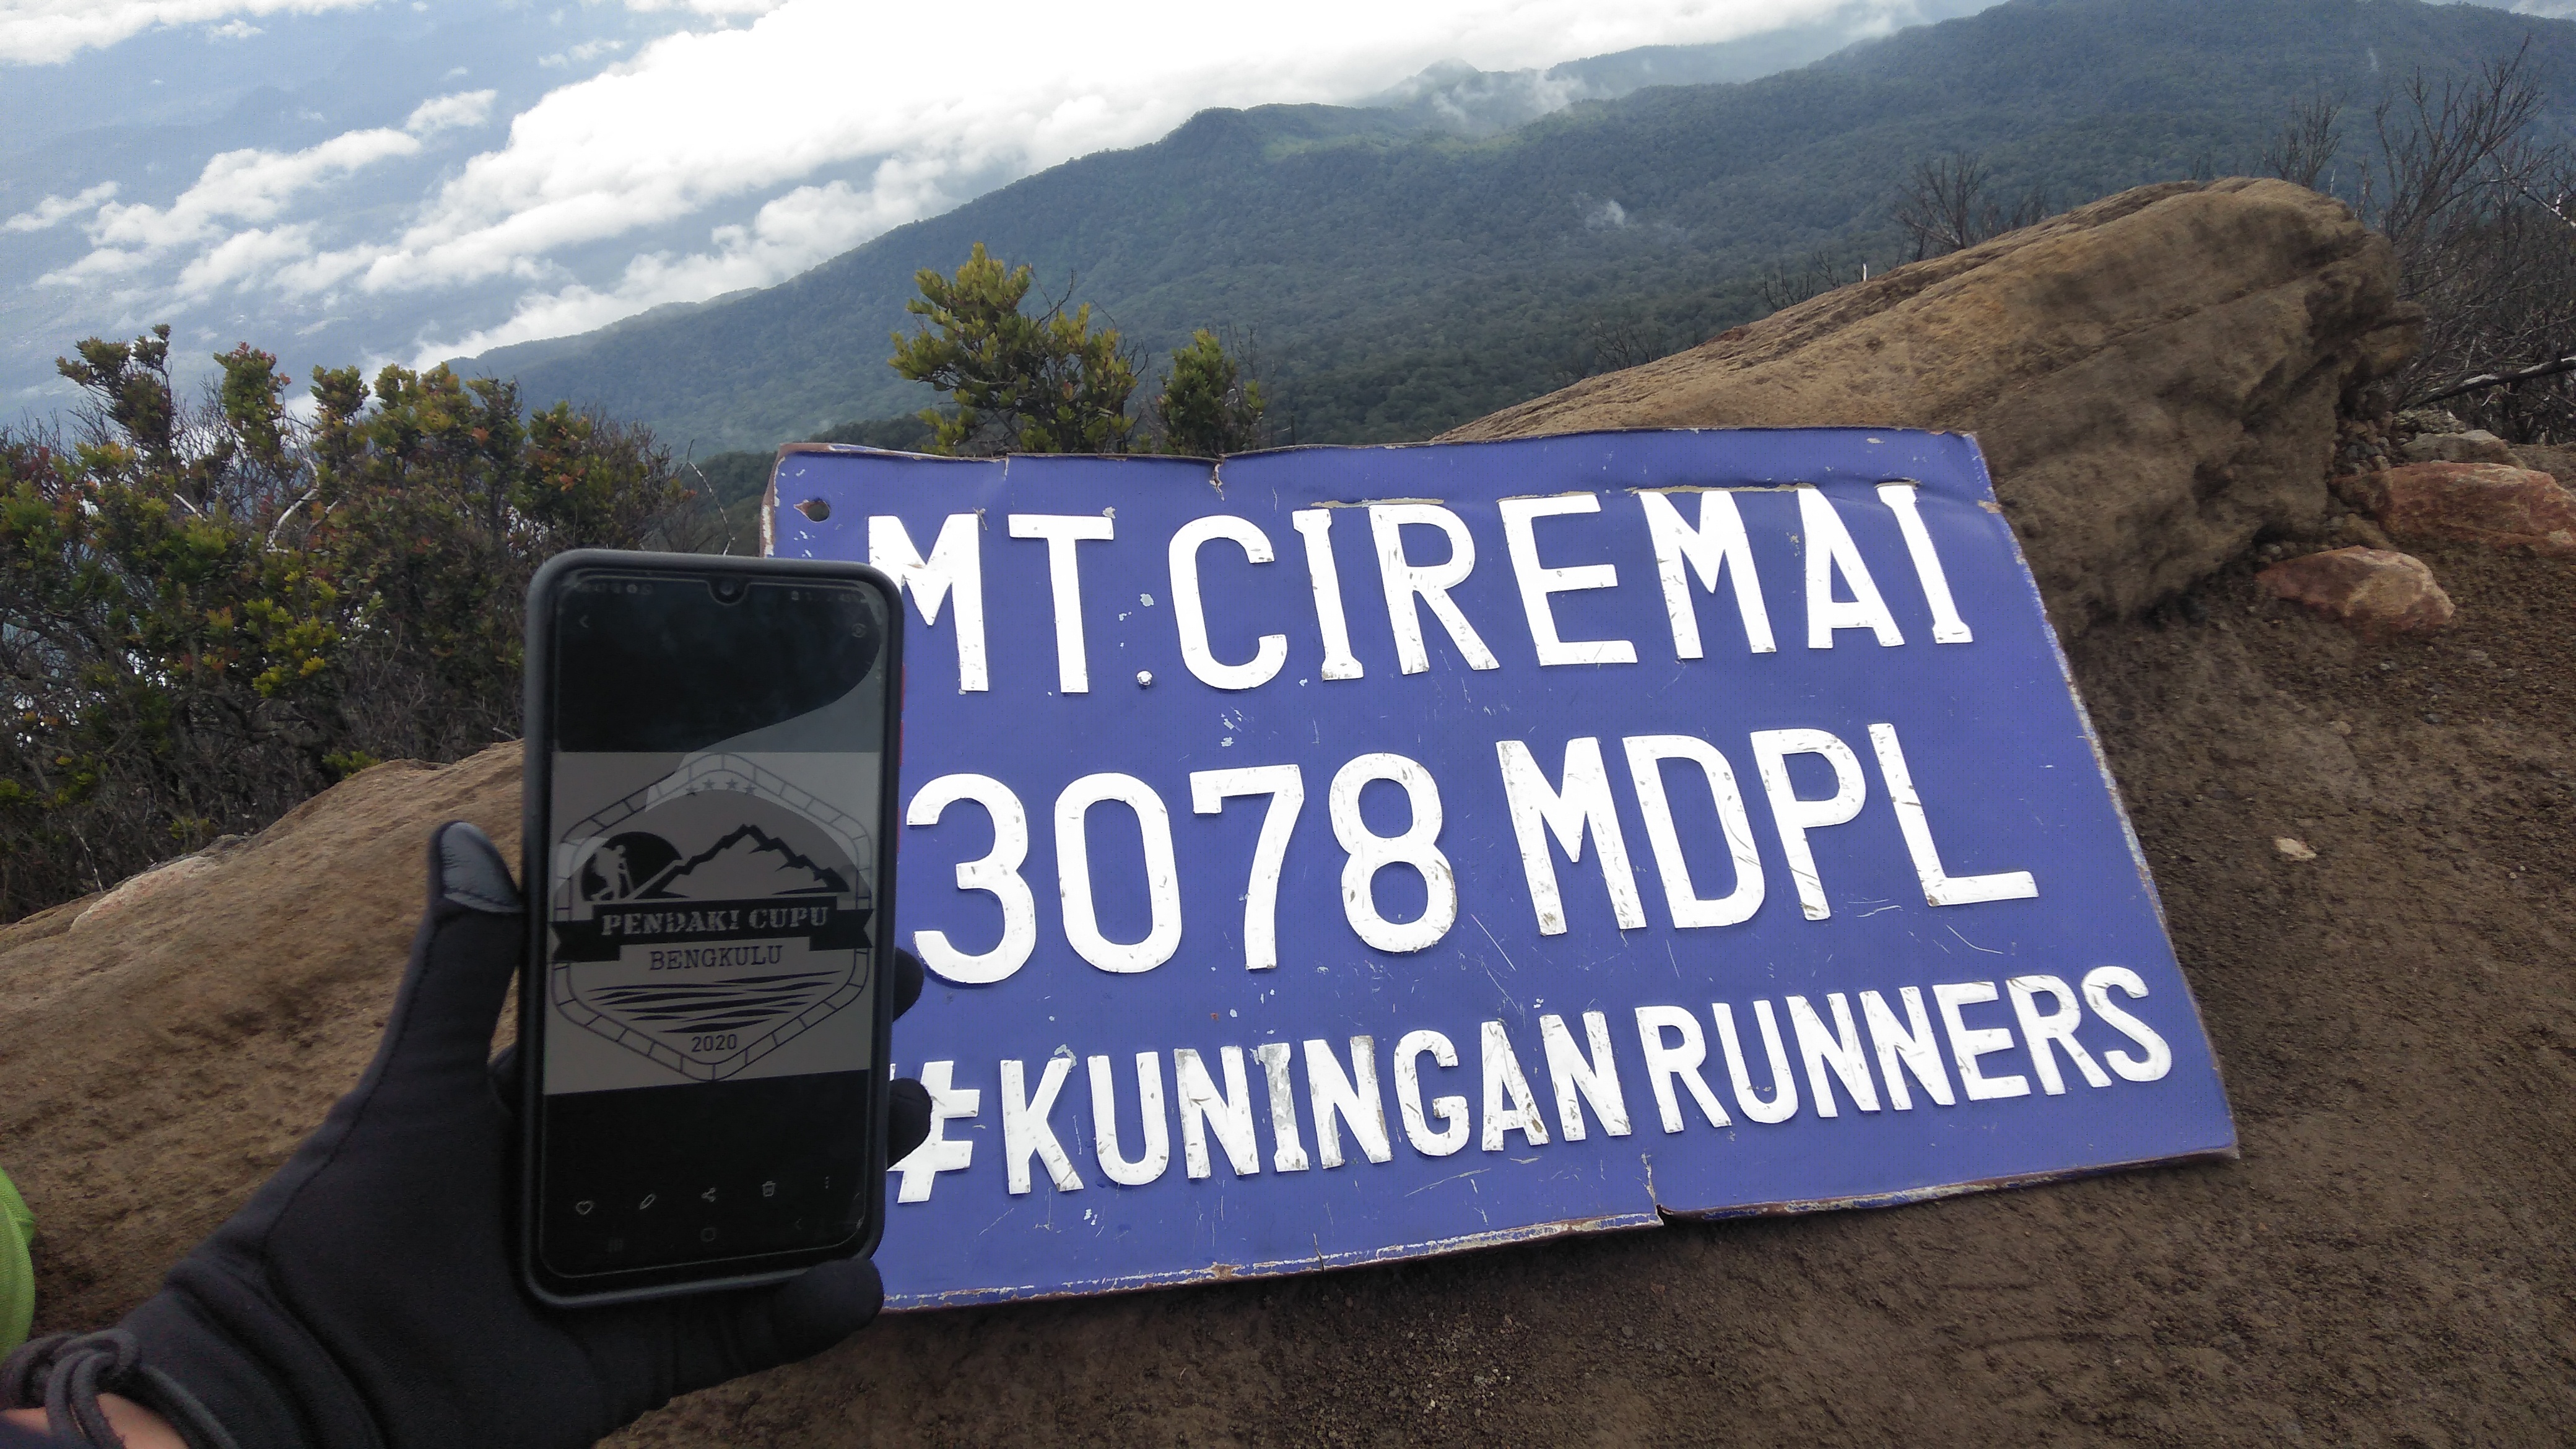 MT.CIREMAI
3078 MDPL
#KUNINGAN RUNNERS
PENDAKI CUPU
BENGKULU
2020